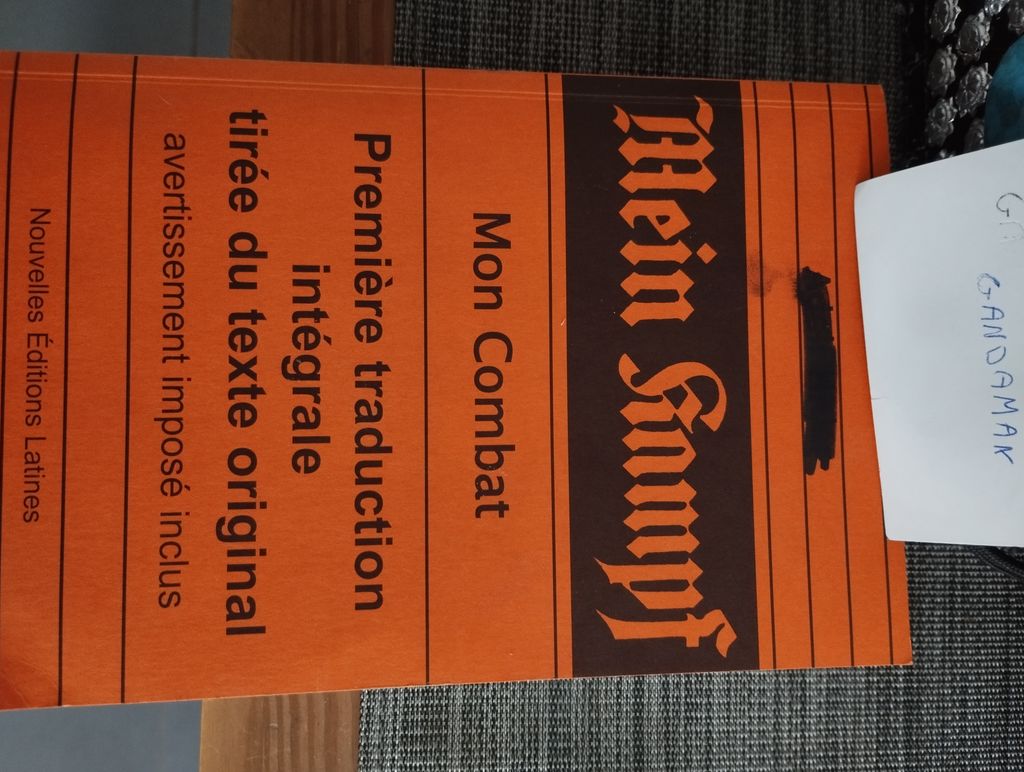 Mein Kampf
Mon Combat
Première traduction
intégrale
tirée du texte original
avertissement imposé inclus
Nouvelles Éditions Latines
GANDAMAK